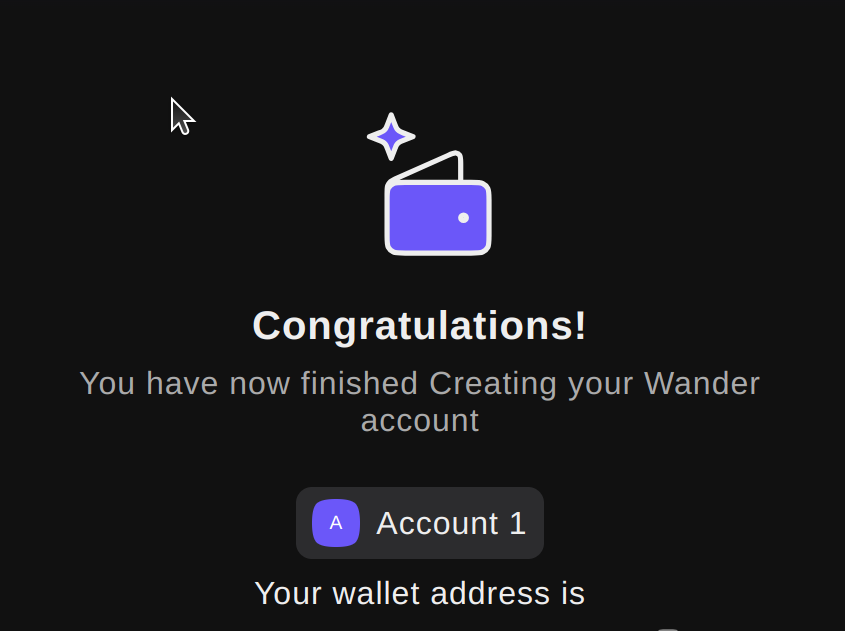 Congratulations!
You have now finished Creating your Wander
account
A
Account 1
Your wallet address is